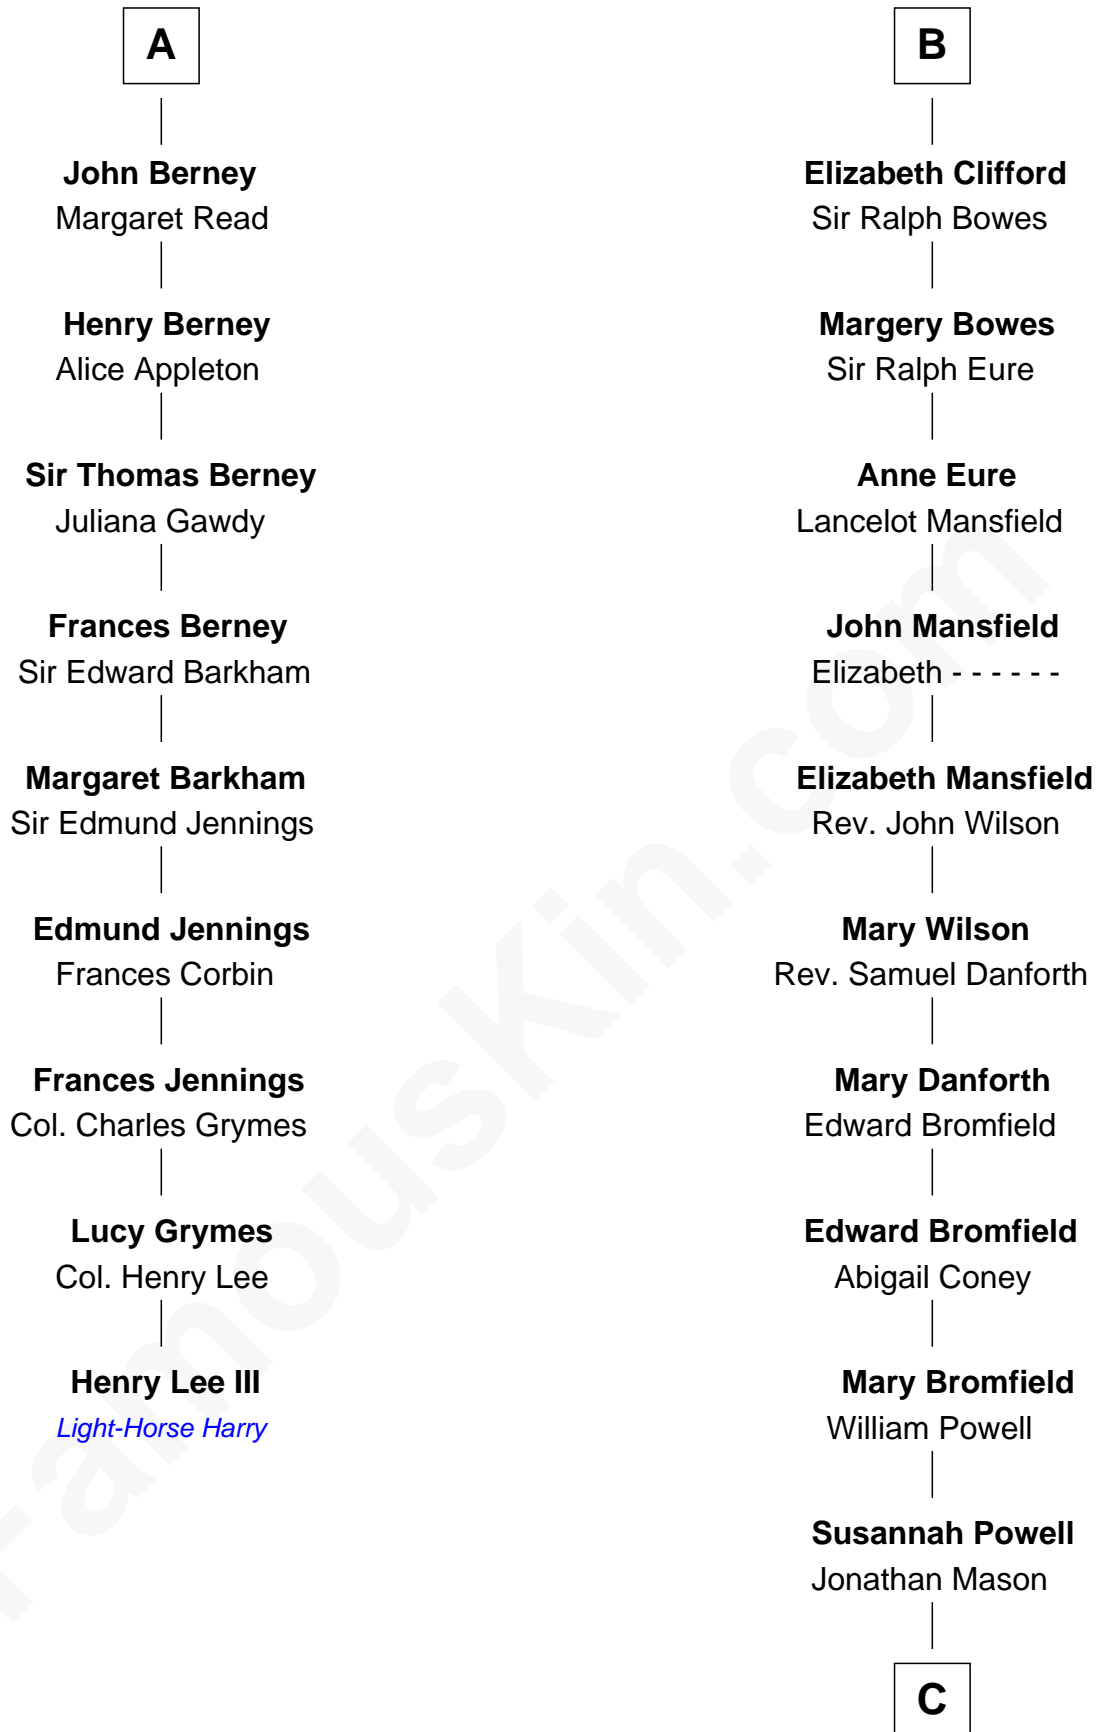 A
John Berney
Margaret Read
Henry Berney
Alice Appleton
Sir Thomas Berney
Juliana Gawdy
Frances Berney
Sir Edward Barkham
Margaret Barkham
Sir Edmund Jennings
Edmund Jennings
Frances Corbin
Frances Jennings
Col. Charles Grymes
Lucy Grymes
Col. Henry Lee
Henry Lee III
Light-Horse Harry
B
Elizabeth Clifford
Sir Ralph Bowes
Margery Bowes
Sir Ralph Eure
Anne Eure
Lancelot Mansfield
John Mansfield
Elizabeth - - - - - -
Elizabeth Mansfield
Rev. John Wilson
Mary Wilson
Rev. Samuel Danforth
Mary Danforth
Edward Bromfield
Edward Bromfield
Abigail Coney
Mary Bromfield
William Powell
Susannah Powell
Jonathan Mason
C
FamousKin.com